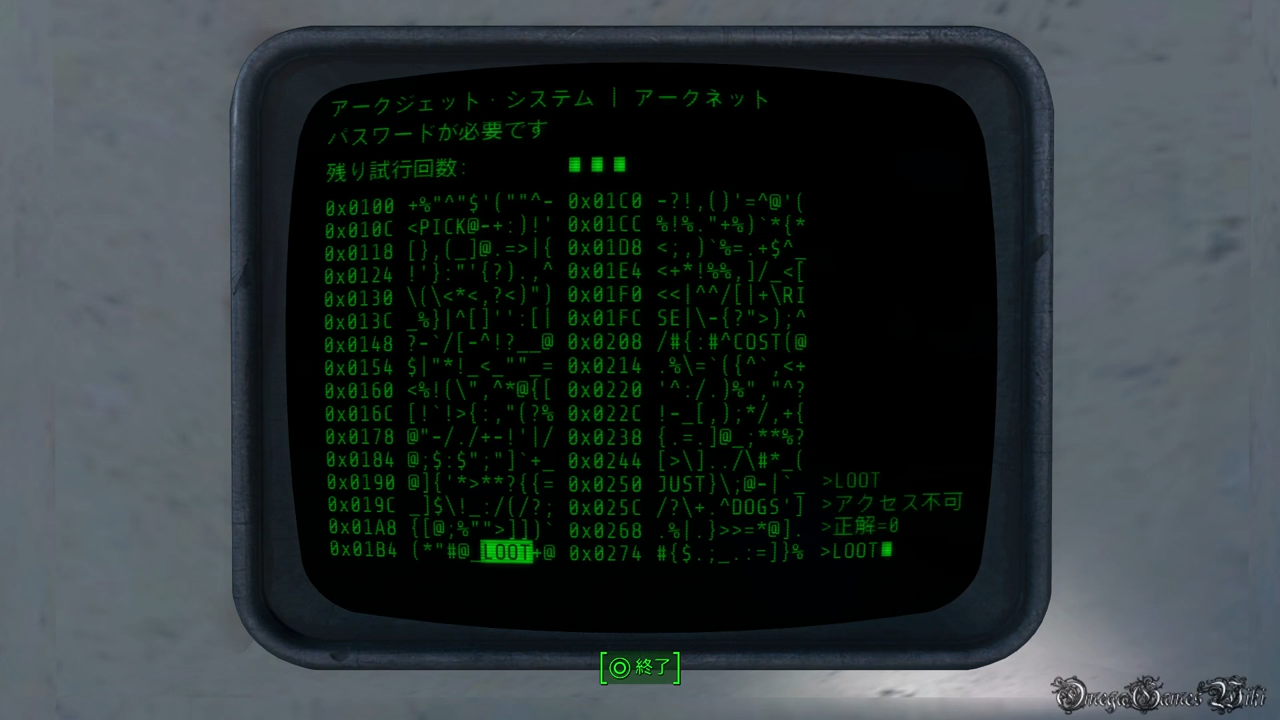 アークジェット・システム | アークネット
パスワードが必要です
残り試行回数:
0x0100 +%"^"$'(""^- 0x01C0 -?!,()'=^@'(
0x010C <PICK@-+:)!' 0x01CC %!%."+%)`*{*
0x0118 [},(_]@.=>|{ 0x01D8 <;,)`%=.+$^_
0x0124 !'}:"'{?).,^ 0x01E4 <+*!%%,]/_<[
0x0130 \(\<*<,?<)") 0x01F0 <<|^^/[|+\RI
0x013C _%}|^[]'':[| 0x01FC SE|\-{?">);^
0x0148 ?-`/[-^!?__@ 0x0208 /#{:#^COST(@
0x0154 $|"*!_<_""_= 0x0214 .%\=`({^`,<+
0x0160 <%!(\",^*@{[ 0x0220 '^:/.)%","^?
0x016C [!`!>{:,"(?% 0x022C !-_[,);*/,+{
0x0178 @"-/./+-!'|/ 0x0238 {.=.]@_;**%?
0x0184 @;$:$";"]`+_ 0x0244 [>\]../\#*_(
0x0190 @]{'*>**?{{= 0x0250 JUST}\;@-|`_ >LOOT
0x019C _]$\!_:/(/?; 0x025C /?\+.^DOGS'] >アクセス不可
0x01A8 {[@;%"">]])` 0x0268 .%|.}>>=*@]. >正解=0
0x01B4 (*"#@_LOOT+@ 0x0274 #{$.;_.:=]}% >LOOT
[◎終了]
OmegaGames Wiki